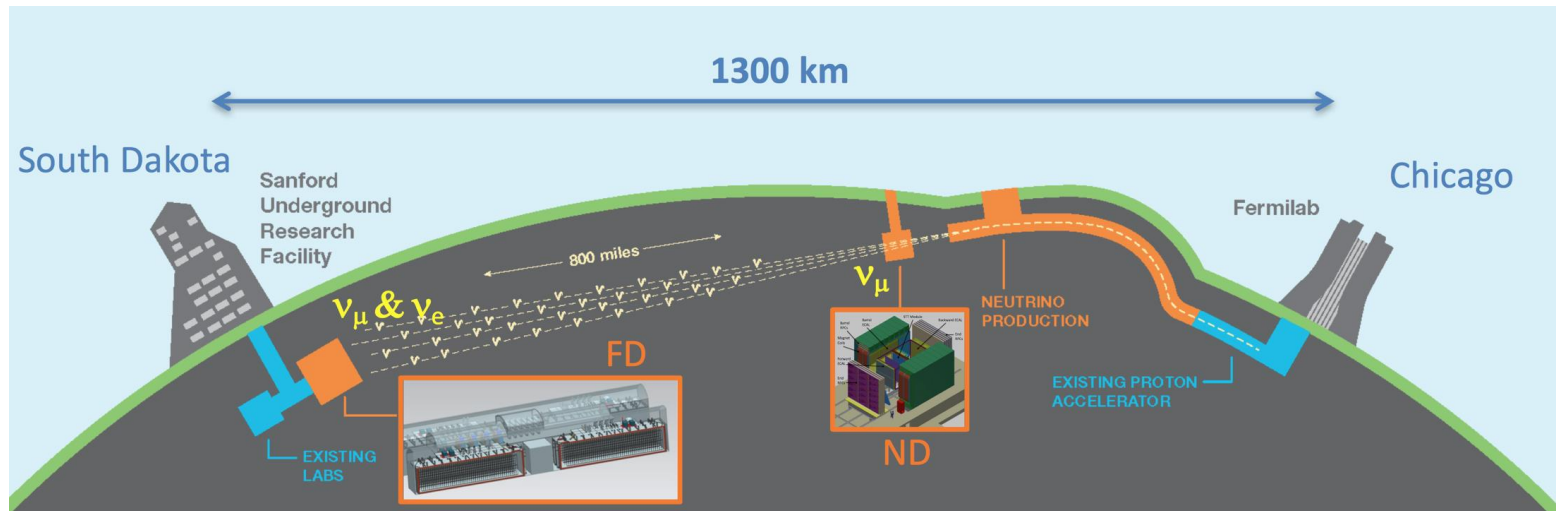 1300 km
South Dakota
Chicago
Sanford
Underground
Research
Facility
Fermilab
800 miles
νμ & νe
νμ
NEUTRINO
PRODUCTION
FD
EXISTING PROTON
ACCELERATOR
ND
EXISTING
LABS